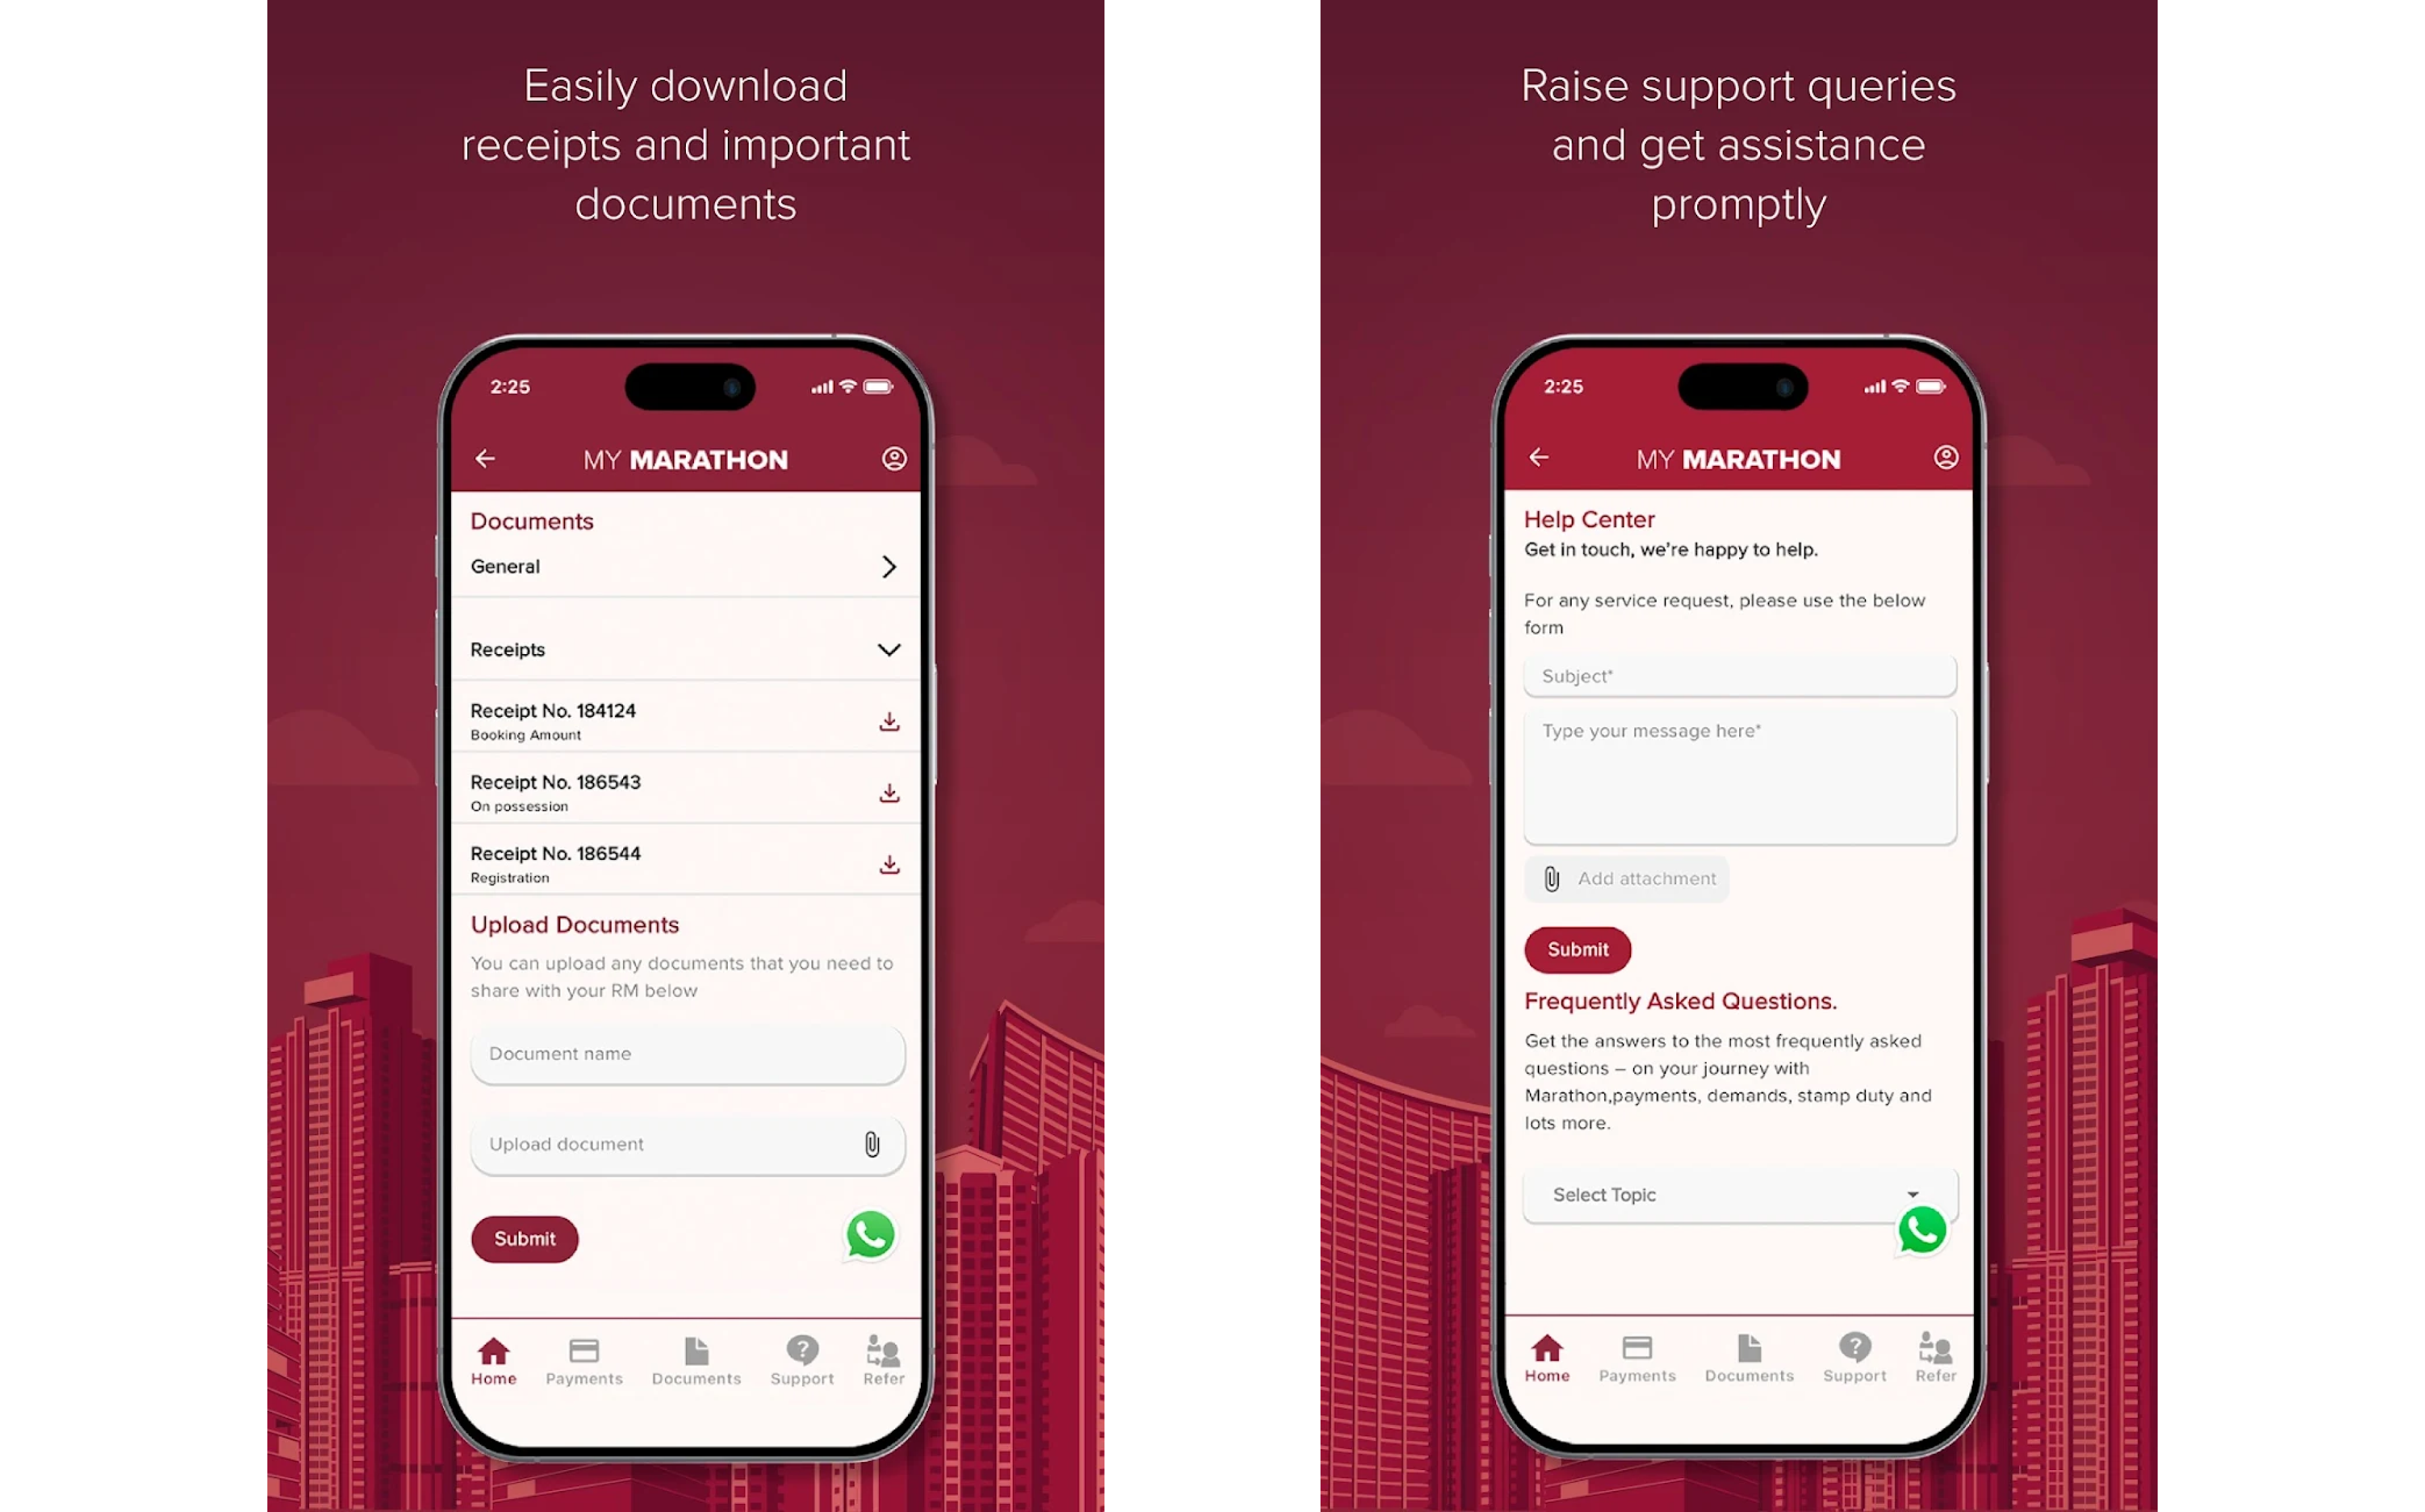 Easily download
receipts and important
documents
2:25
MY MARATHON
Documents
General
Receipts
Receipt No. 184124
Booking Amount
Receipt No. 186543
On possession
Receipt No. 186544
Registration
Upload Documents
You can upload any documents that you need to
share with your RM below
Document name
Upload document
Submit
Home Payments Documents Support Refer
Raise support queries
and get assistance
promptly
2:25
MY MARATHON
Help Center
Get in touch, we're happy to help.
For any service request, please use the below
form
Subject*
Type your message here*
Add attachment
Submit
Frequently Asked Questions.
Get the answers to the most frequently asked
questions – on your journey with
Marathon,payments, demands, stamp duty and
lots more.
Select Topic
Home Payments Documents Support Refer